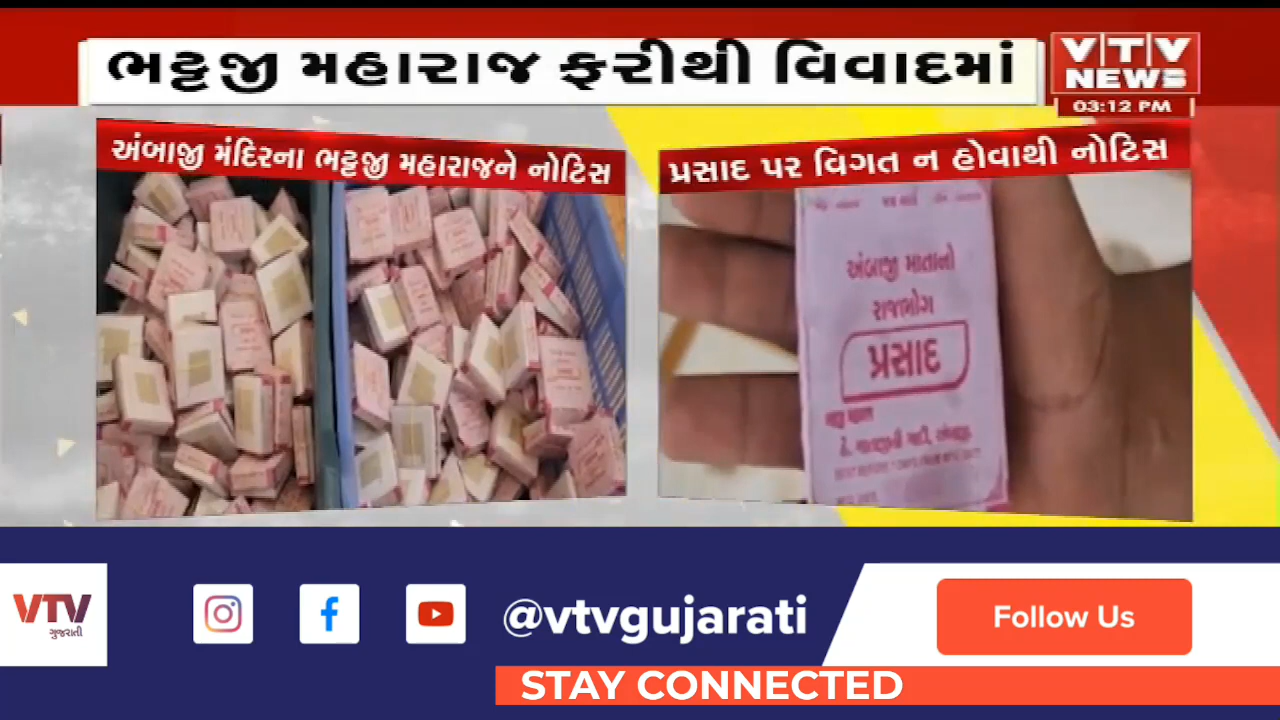 ભટ્ટજી મહારાજ ફરીથી વિવાદમાં
VTV
NEWS
03:12 PM
અંબાજી મંદિરના ભટ્ટજી મહારાજને નોટિસ
પ્રસાદ પર વિગત ન હોવાથી નોટિસ
અંબાજી માતાનો
રાજભોગ
પ્રસાદ
VTV
ગુજરાતી
@vtvgujarati
Follow Us
STAY CONNECTED